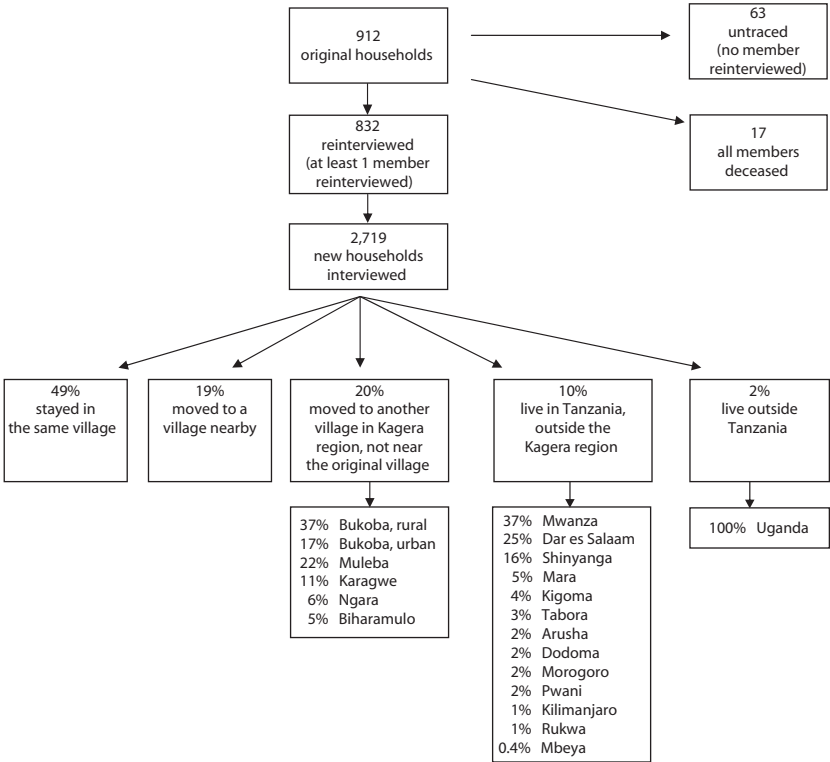 912
original households
63
untraced
(no member
reinterviewed)
832
reinterviewed
(at least 1 member
reinterviewed)
17
all members
deceased
2,719
new households
interviewed
49%
stayed in
the same village
19%
moved to a
village nearby
20%
moved to another
village in Kagera
region, not near
the original village
10%
live in Tanzania,
outside the
Kagera region
2%
live outside
Tanzania
37% Bukoba, rural
17% Bukoba, urban
22% Muleba
11% Karagwe
6% Ngara
5% Biharamulo
37% Mwanza
25% Dar es Salaam
16% Shinyanga
5% Mara
4% Kigoma
3% Tabora
2% Arusha
2% Dodoma
2% Morogoro
2% Pwani
1% Kilimanjaro
1% Rukwa
0.4% Mbeya
100% Uganda